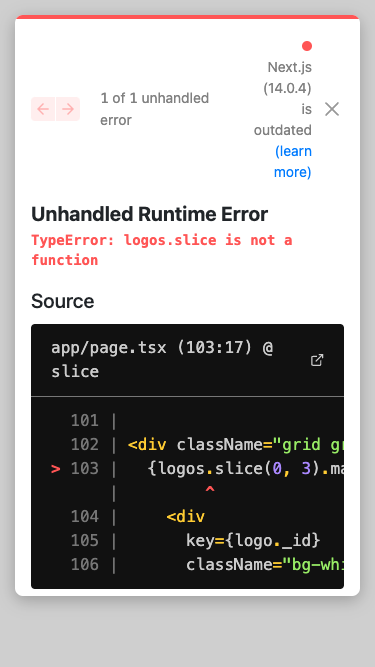 1 of 1 unhandled
error
Next.js
(14.0.4)
is
outdated
(learn
more)
Unhandled Runtime Error
TypeError: logos.slice is not a
function
Source
app/page.tsx (103:17) @
slice
101 |
102 | <div className="grid gr
> 103 |   {logos.slice(0, 3).ma
|         ^
104 |     <div
105 |       key={logo._id}
106 |       className="bg-whi